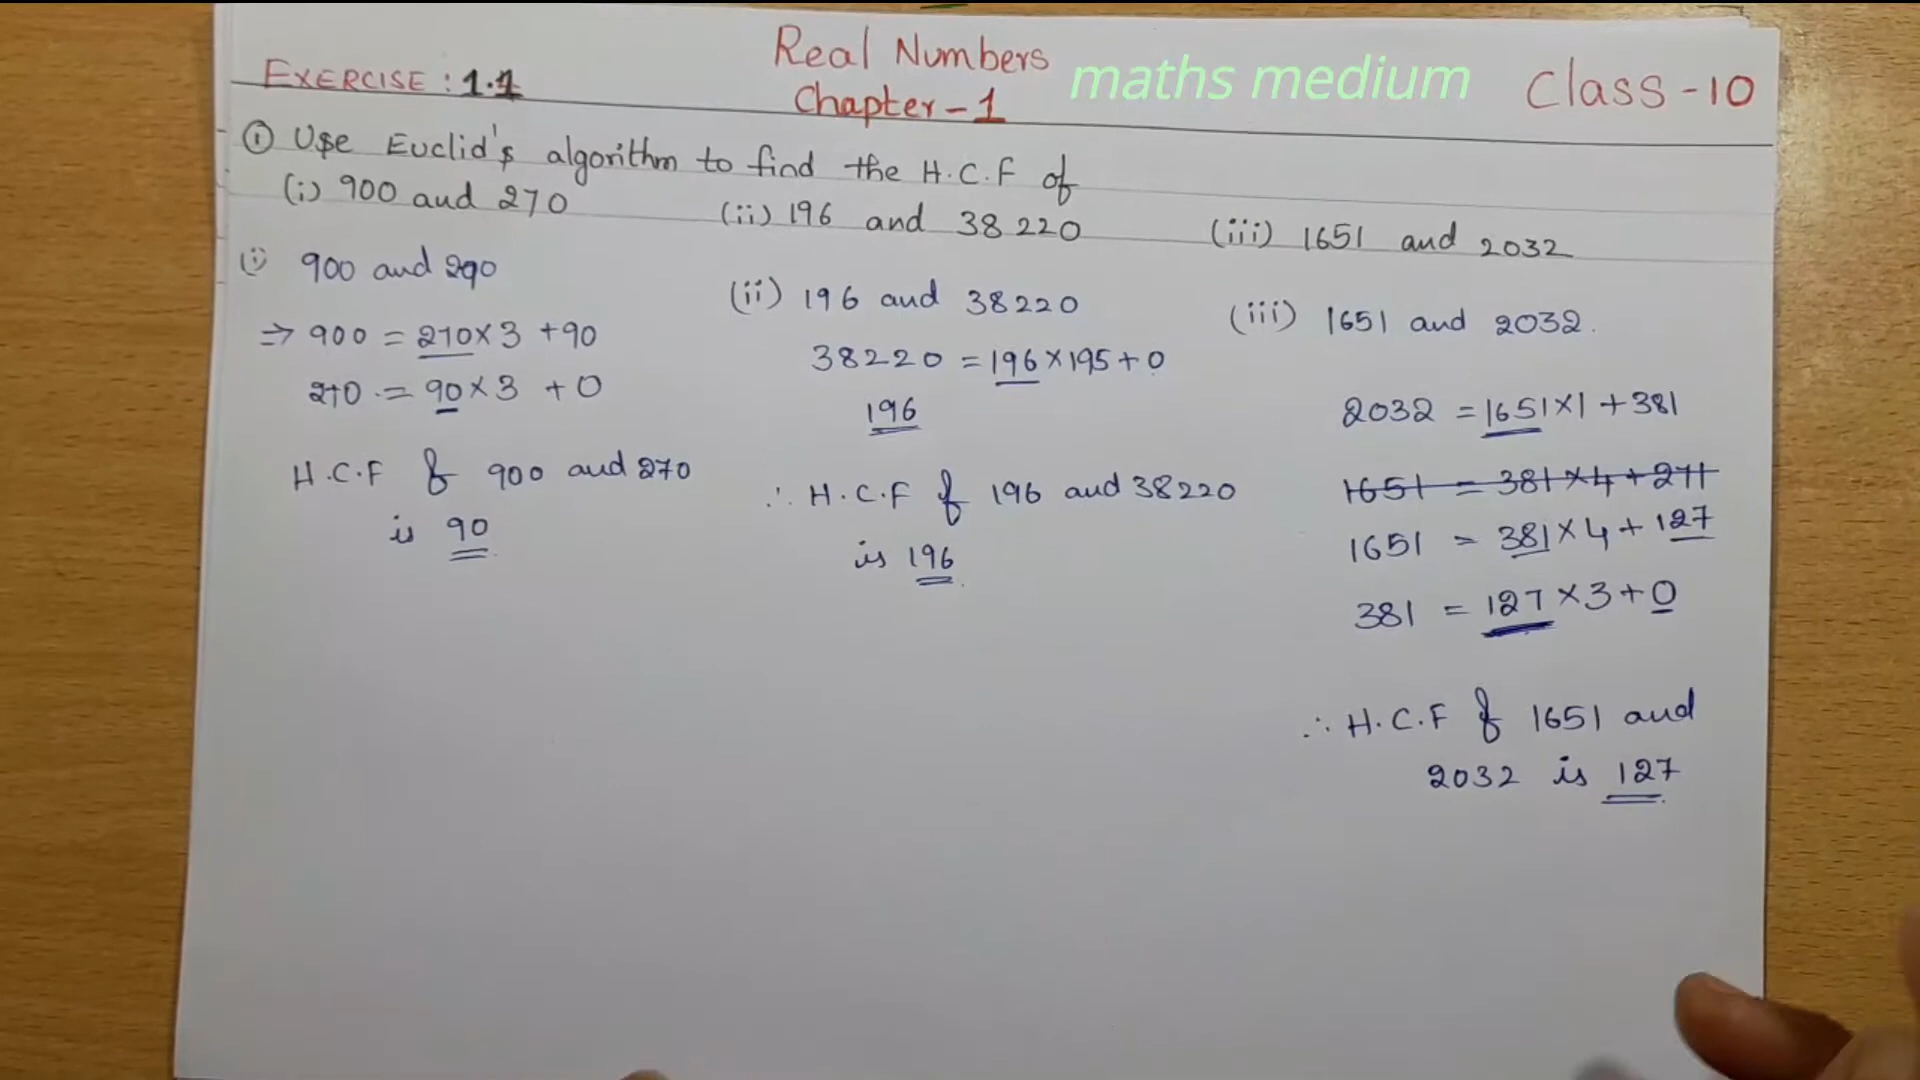 Real Numbers
maths medium
EXERCISE : 1.1
Chapter - 1
Class - 10
① Use Euclid's algorithm to find the H.C.F of
(i) 900 and 270
(ii) 196 and 38220
(iii) 1651 and 2032
(i) 900 and 290
⇒ 900 = 270 × 3 + 90
270 = 90 × 3 + 0
H.C.F of 900 and 270
is 90
(ii) 196 and 38220
38220 = 196 × 195 + 0
196
∴ H.C.F of 196 and 38220
is 196
(iii) 1651 and 2032.
2032 = 1651 × 1 + 381
1651 = 381 × 4 + 271
1651 = 381 × 4 + 127
381 = 127 × 3 + 0
∴ H.C.F of 1651 and
2032 is 127